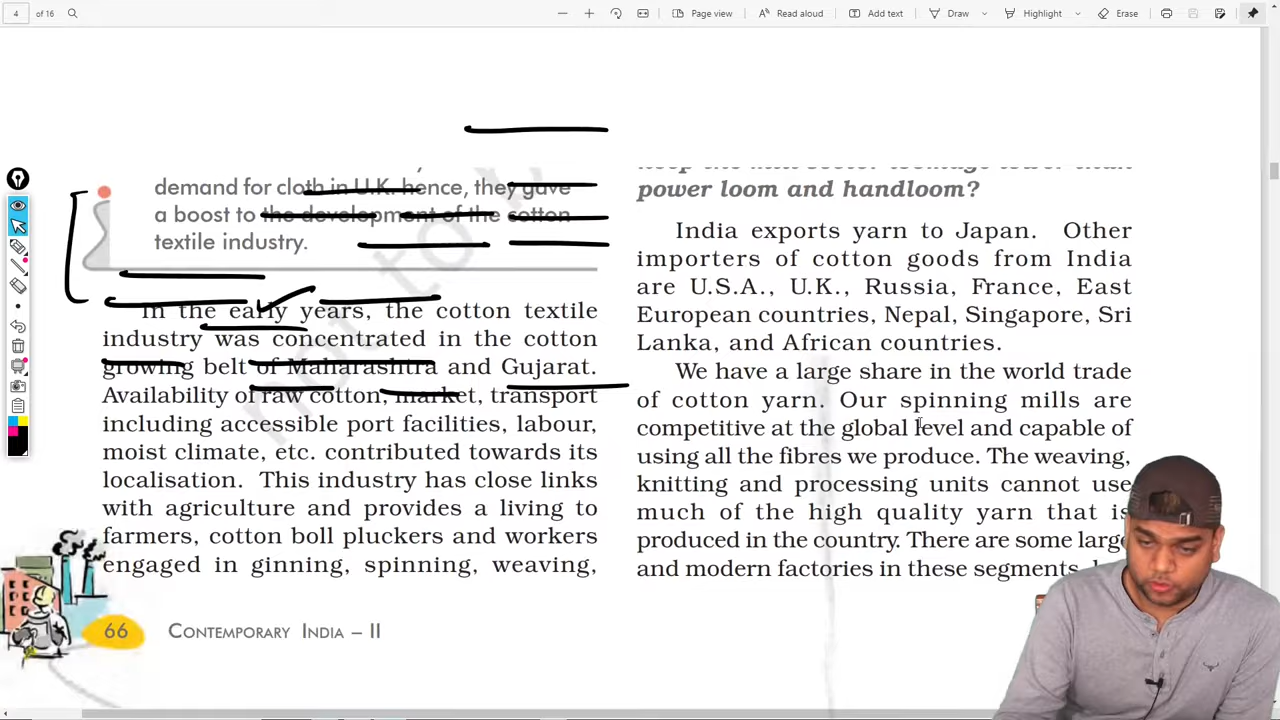 4 of 16
Page view
Read aloud
Add text
Draw
Highlight
Erase
demand for cloth in U.K. hence, they gave
a boost to the development of the cotton
textile industry.
In the early years, the cotton textile
industry was concentrated in the cotton
growing belt of Maharashtra and Gujarat.
Availability of raw cotton, market, transport
including accessible port facilities, labour,
moist climate, etc. contributed towards its
localisation. This industry has close links
with agriculture and provides a living to
farmers, cotton boll pluckers and workers
engaged in ginning, spinning, weaving,
66 CONTEMPORARY INDIA – II
power loom and handloom?
India exports yarn to Japan. Other
importers of cotton goods from India
are U.S.A., U.K., Russia, France, East
European countries, Nepal, Singapore, Sri
Lanka, and African countries.
We have a large share in the world trade
of cotton yarn. Our spinning mills are
competitive at the global level and capable of
using all the fibres we produce. The weaving,
knitting and processing units cannot use
much of the high quality yarn that is
produced in the country. There are some large
and modern factories in these segments,
not to